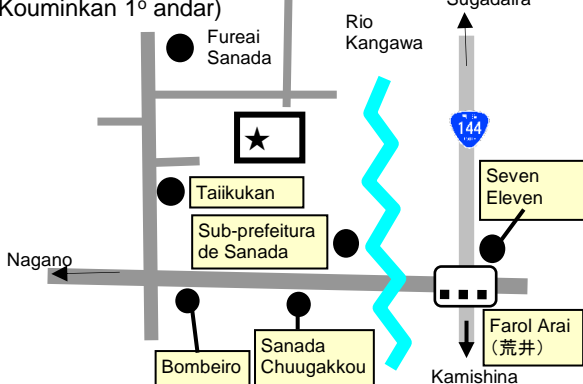 Kouminkan 1º andar)
Sugadaira
Fureai
Sanada
Rio
Kangawa
144
Seven
Eleven
Taiikukan
Sub-prefeitura
de Sanada
Nagano
Farol Arai
(荒井)
Bombeiro
Sanada
Chuugakkou
Kamishina